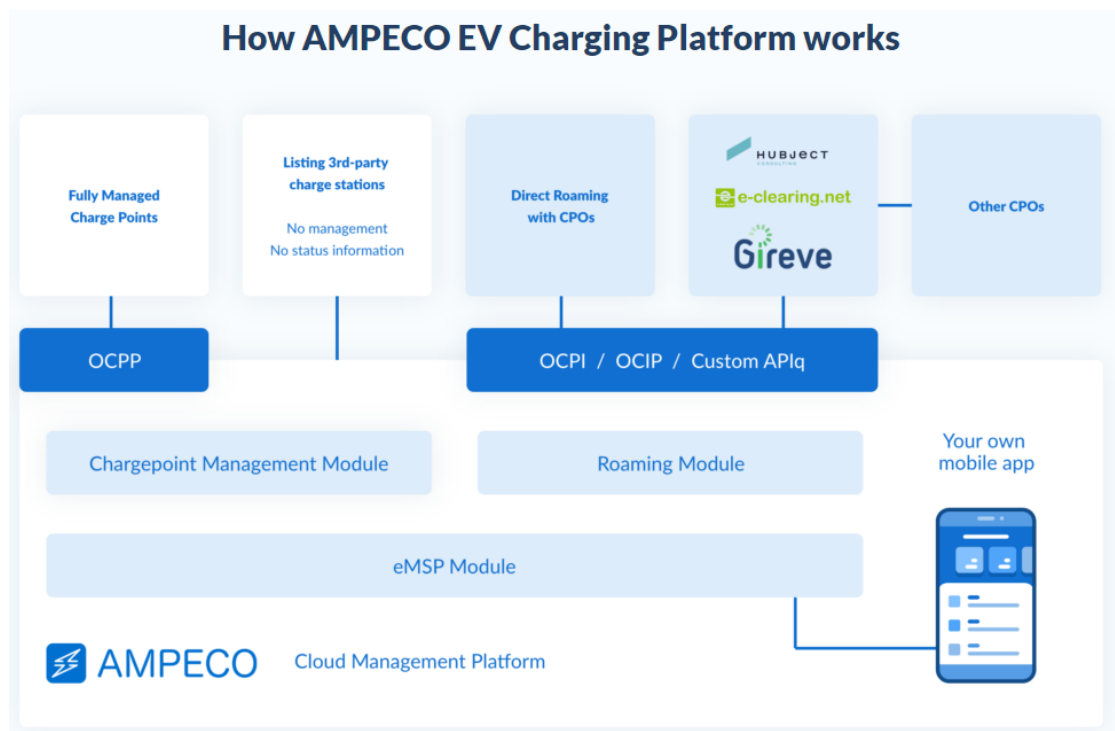 How AMPECO EV Charging Platform works
Fully Managed
Charge Points
Listing 3rd-party
charge stations
No management
No status information
Direct Roaming
with CPOs
HUBJECT
CONSULTING
e-clearing.net
Gireve
Other CPOs
OCPP
OCPI / OCIP / Custom APIq
Chargepoint Management Module
Roaming Module
Your own
mobile app
eMSP Module
AMPECO
Cloud Management Platform